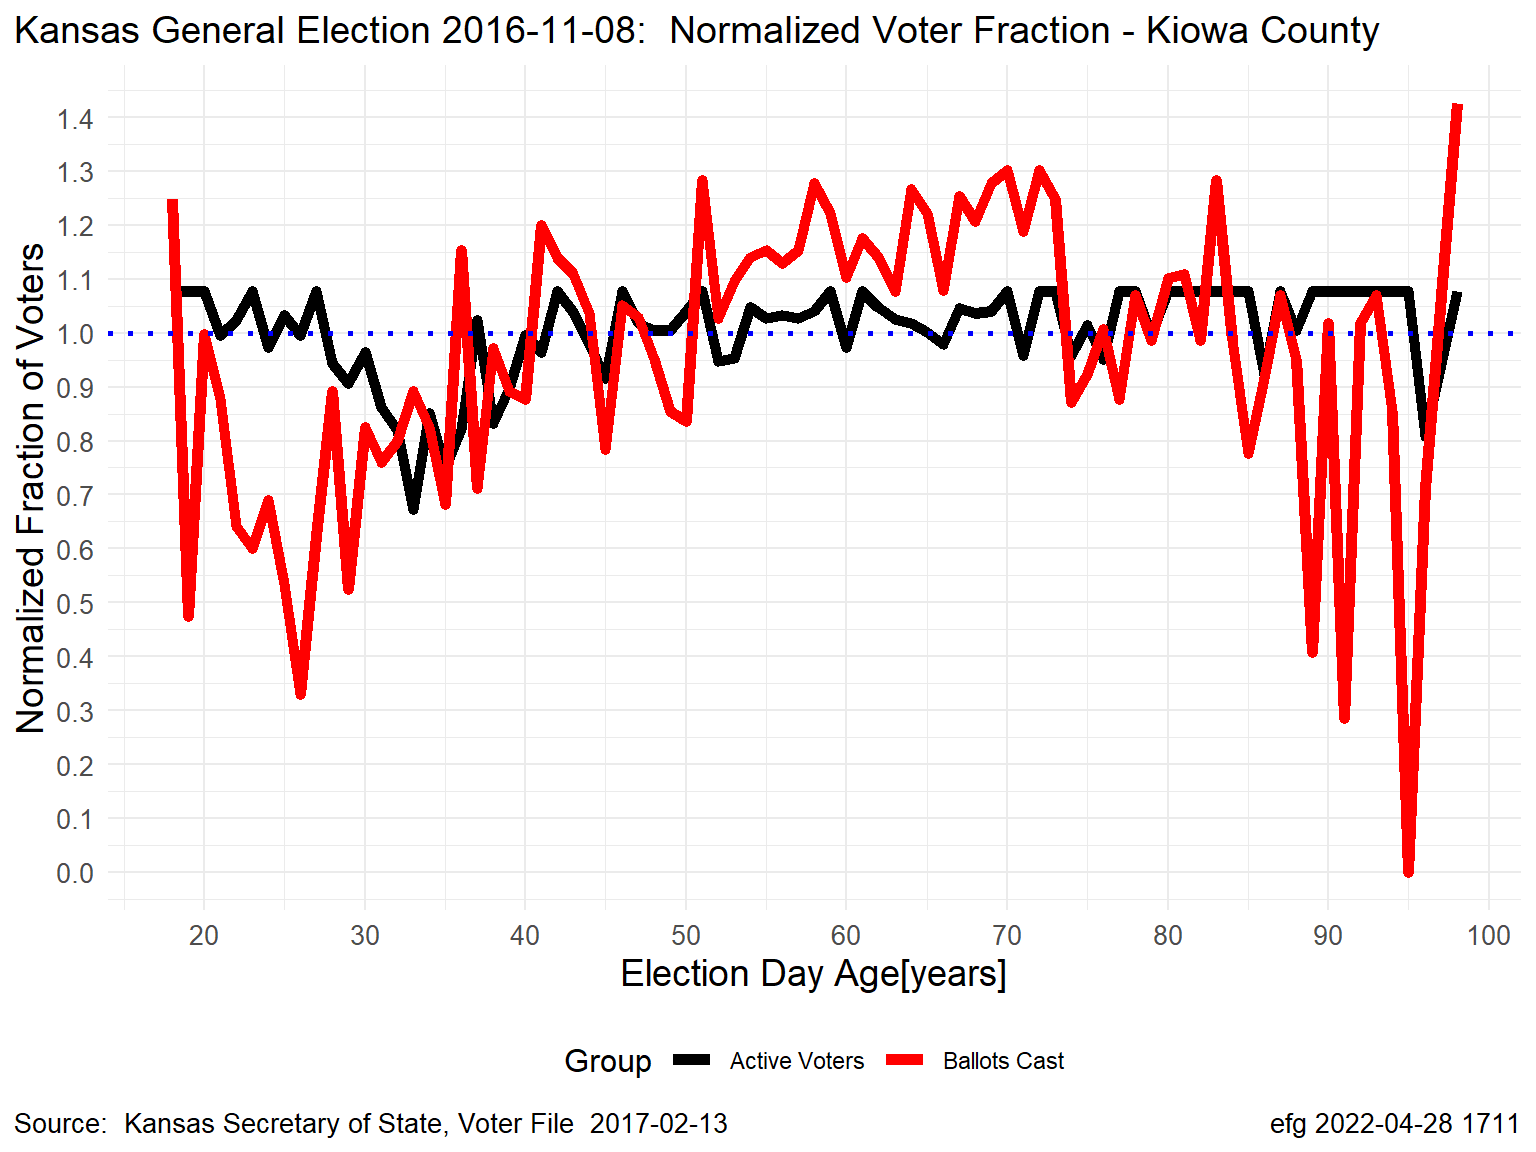 Kansas General Election 2016-11-08:  Normalized Voter Fraction - Kiowa County
Normalized Fraction of Voters
1.4
1.3
1.2
1.1
1.0
0.9
0.8
0.7
0.6
0.5
0.4
0.3
0.2
0.1
0.0
20 30 40 50 60 70 80 90 100
Election Day Age[years]
Group Active Voters Ballots Cast
Source:  Kansas Secretary of State, Voter File  2017-02-13
efg 2022-04-28 1711